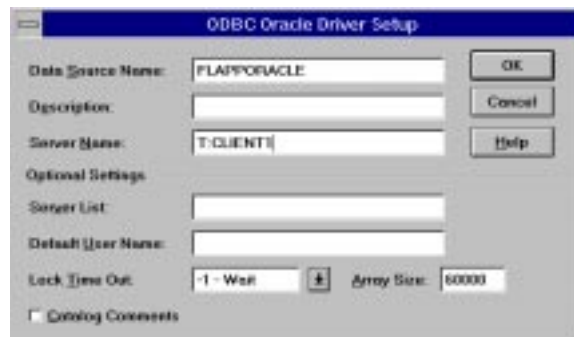 ODBC Oracle Driver Setup
Data Source Name: FLAPPORACLE OK
Description: Cancel
Server Name: T:CLIENT1 Help
Optional Settings
Server List:
Default User Name:
Lock Time Out: -1 - Wait Array Size: 60000
Catalog Comments